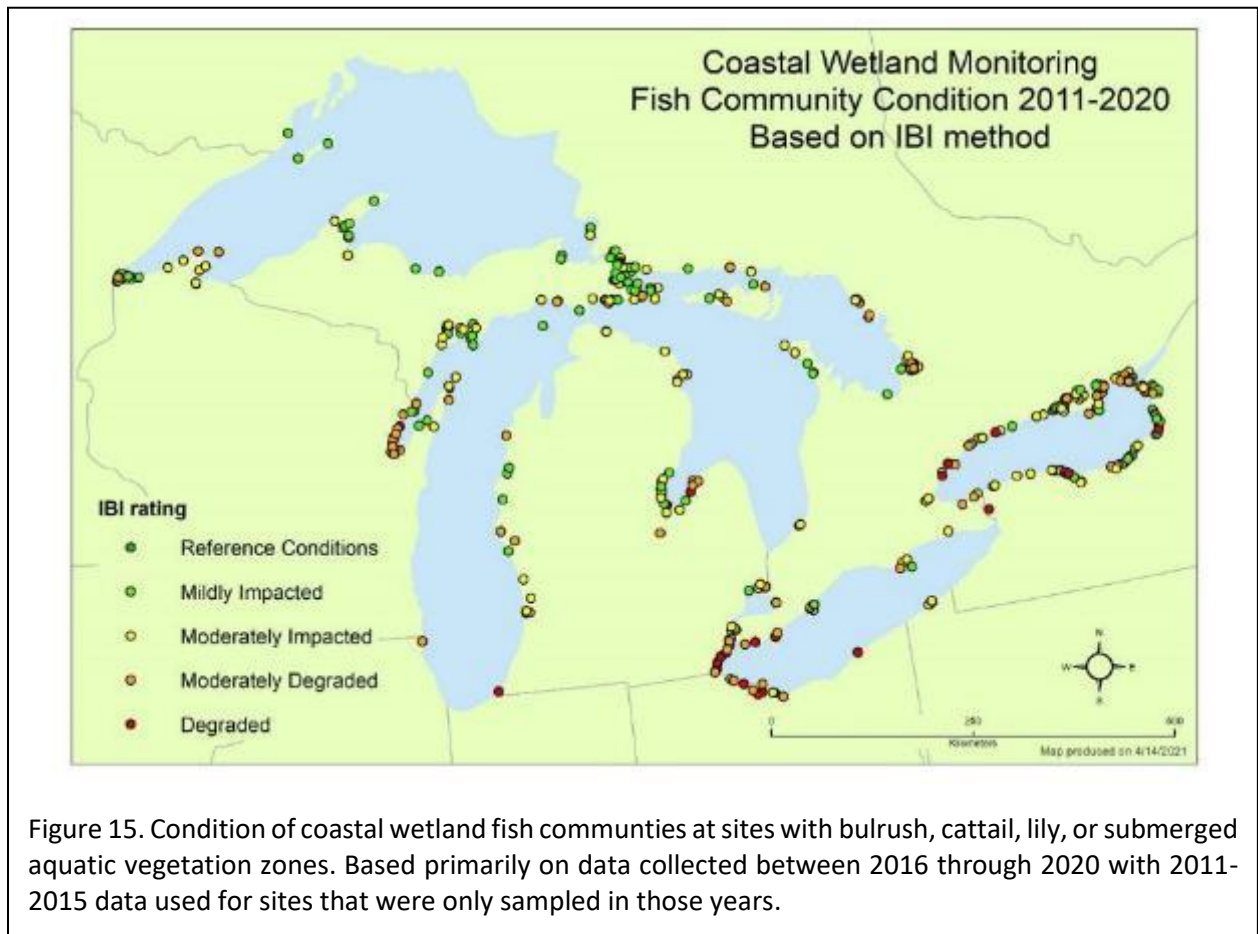 Coastal Wetland Monitoring
Fish Community Condition 2011-2020
Based on IBI method
IBI rating
Reference Conditions
Mildly Impacted
Moderately Impacted
Moderately Degraded
Degraded
N
W
E
S
0
250
500
Kilometers
Map produced on 4/14/2021
Figure 15. Condition of coastal wetland fish communties at sites with bulrush, cattail, lily, or submerged
aquatic vegetation zones. Based primarily on data collected between 2016 through 2020 with 2011-
2015 data used for sites that were only sampled in those years.